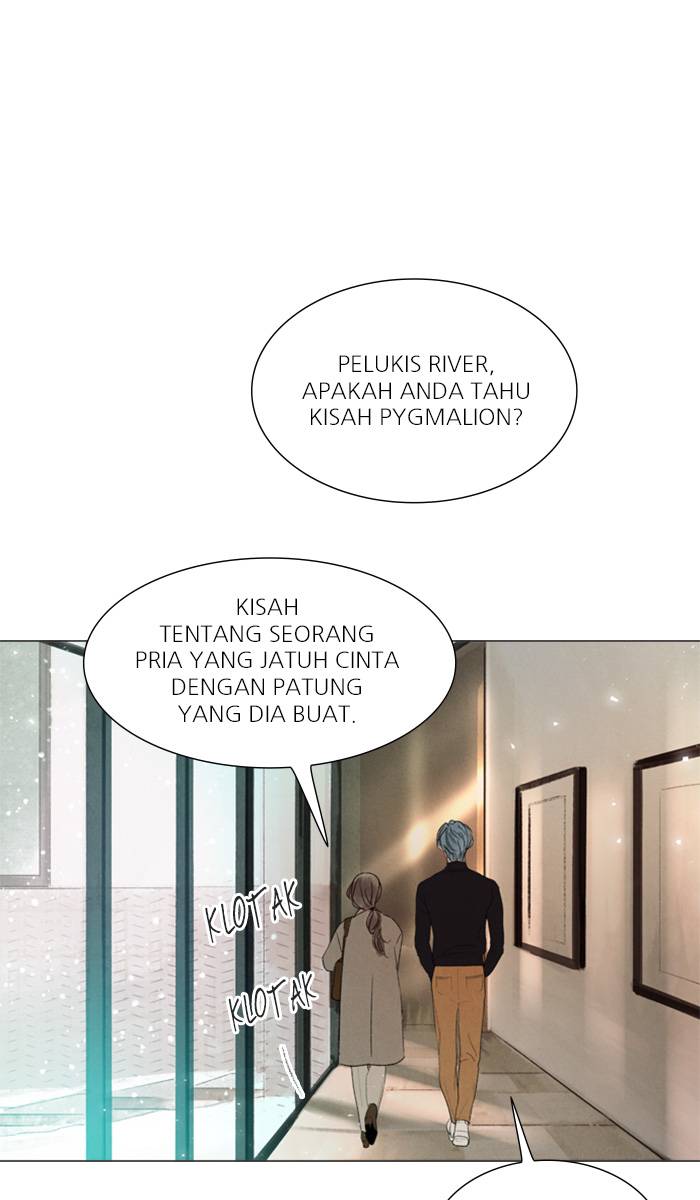 PELUKIS RIVER,
APAKAH ANDA TAHU
KISAH PYGMALION?
KISAH
TENTANG SEORANG
PRIA YANG JATUH CINTA
DENGAN PATUNG
YANG DIA BUAT.
KLOTAK
KLOTAK